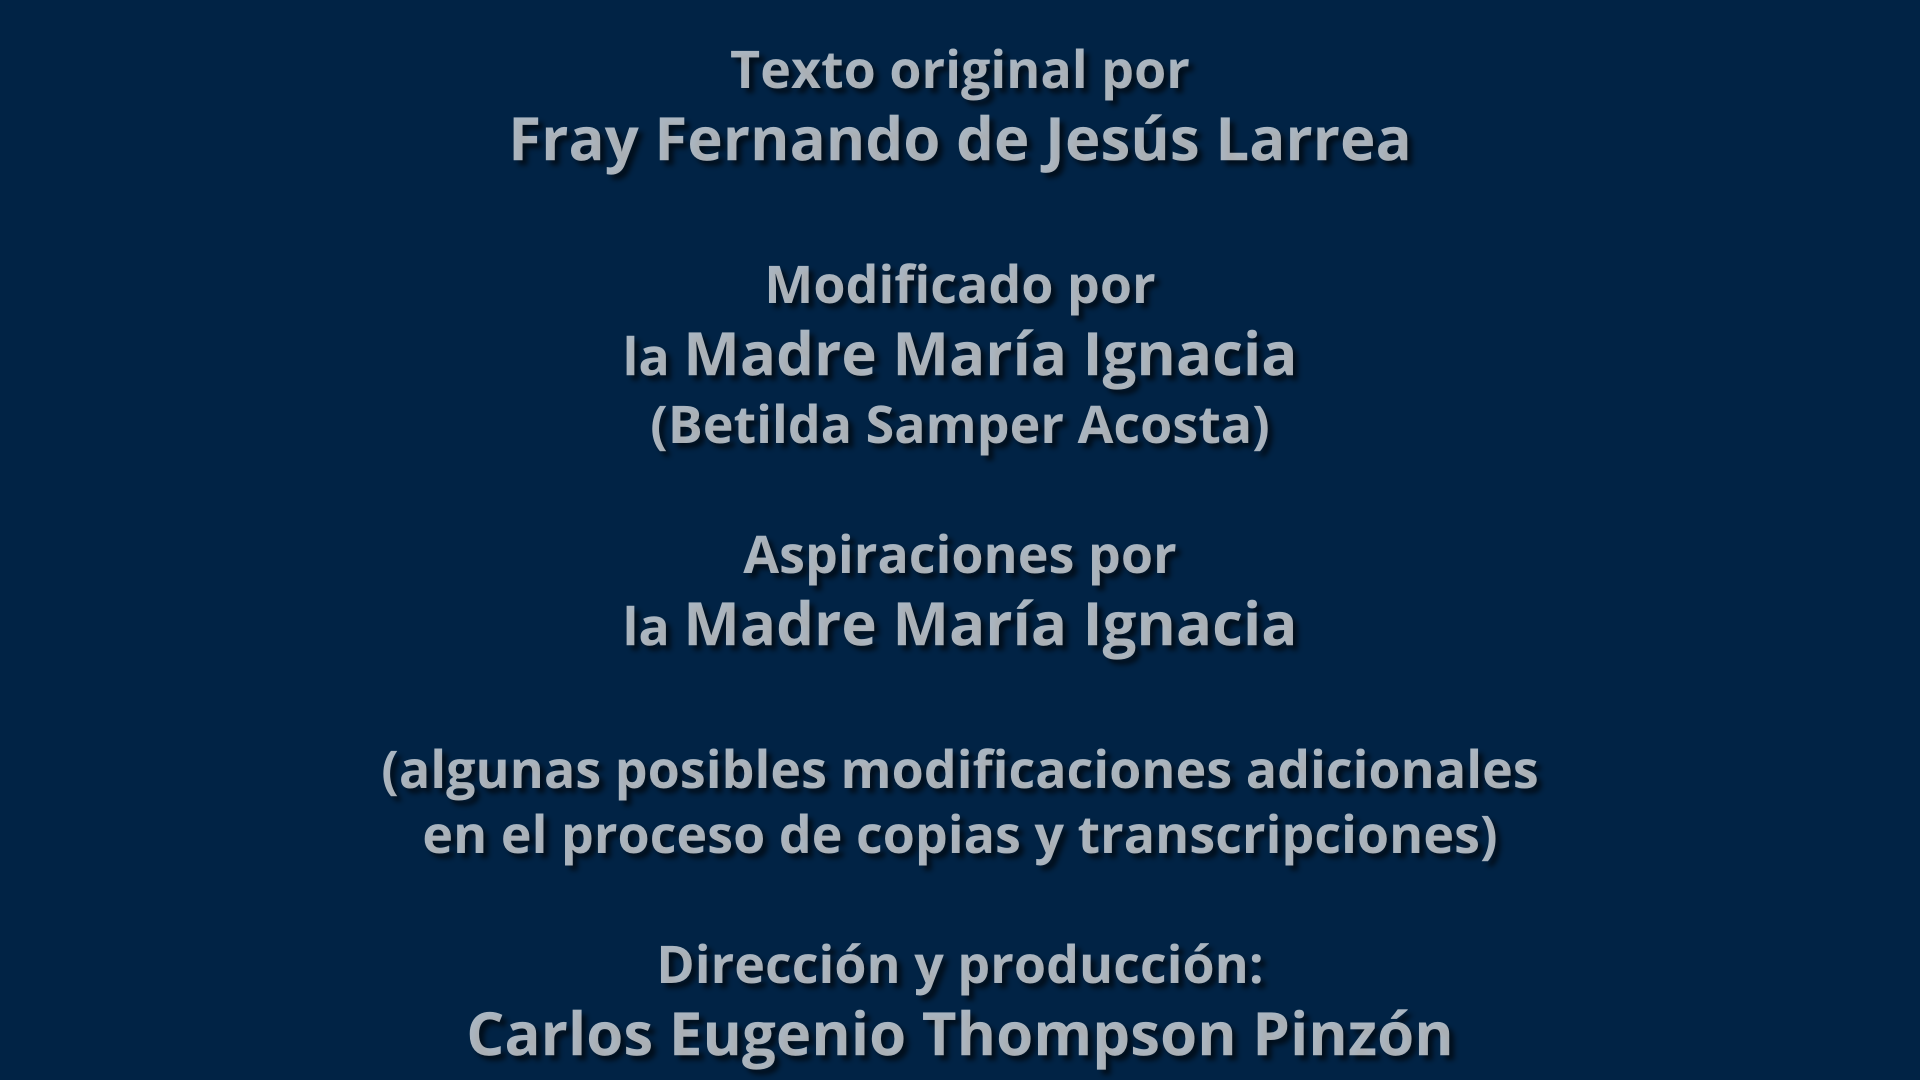 Texto original por
Fray Fernando de Jesús Larrea
Modificado por
la Madre María Ignacia
(Betilda Samper Acosta)
Aspiraciones por
la Madre María Ignacia
(algunas posibles modificaciones adicionales
en el proceso de copias y transcripciones)
Dirección y producción:
Carlos Eugenio Thompson Pinzón